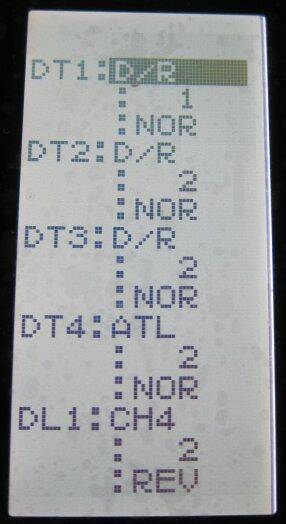 DT1:D/R
: 1
:NOR
DT2:D/R
: 2
:NOR
DT3:D/R
: 2
:NOR
DT4:ATL
: 2
:NOR
DL1:CH4
: 2
:REV